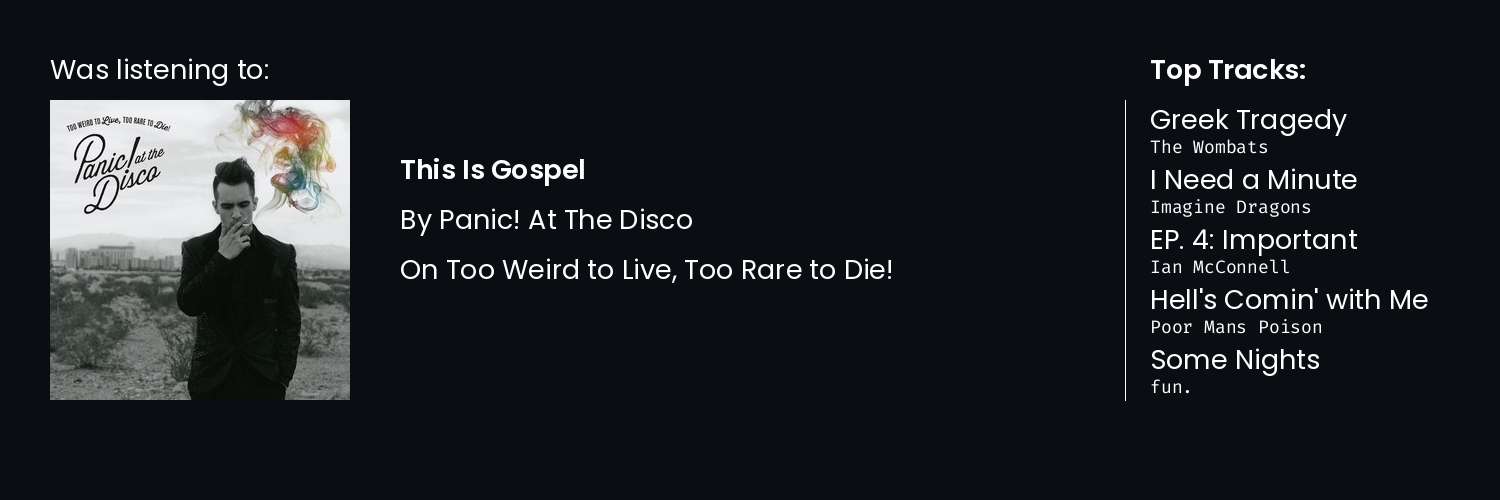 Was listening to:
TOO WEIRD TO Live, TOO RARE TO Die!
Panic! at the
Disco
This Is Gospel
By Panic! At The Disco
On Too Weird to Live, Too Rare to Die!
Top Tracks:
Greek Tragedy
The Wombats
I Need a Minute
Imagine Dragons
EP. 4: Important
Ian McConnell
Hell's Comin' with Me
Poor Mans Poison
Some Nights
fun.